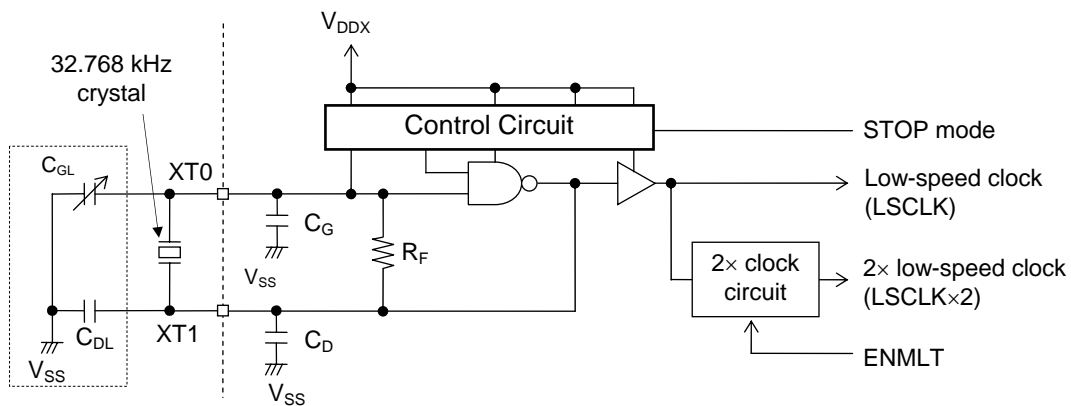 V_DDX
32.768 kHz
crystal
Control Circuit
STOP mode
C_GL
XT0
Low-speed clock
(LSCLK)
C_G
R_F
V_SS
2× clock
circuit
2× low-speed clock
(LSCLK×2)
C_DL
XT1
C_D
ENMLT
V_SS
V_SS